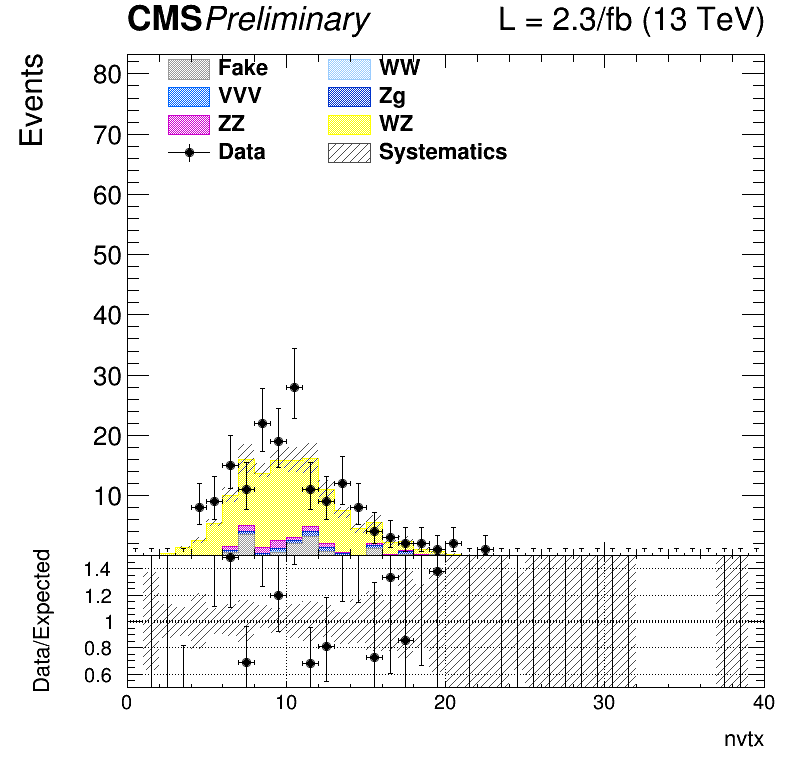 CMS Preliminary L = 2.3/fb (13 TeV)
Events
80
70
60
50
40
30
20
10
Fake WW
VVV Zg
ZZ WZ
Data Systematics
Data/Expected
1.4
1.2
1
0.8
0.6
0 10 20 30 40
nvtx